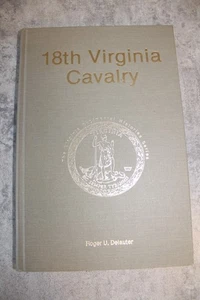 18th Virginia
Cavalry
Roger U. Delauter